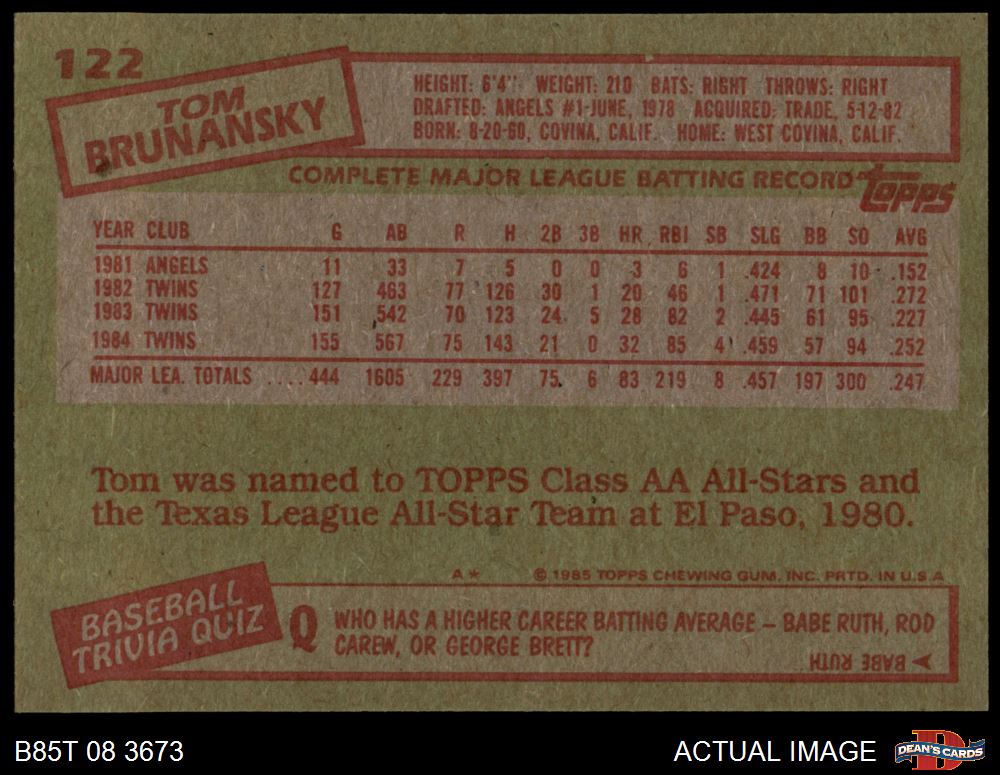 122
TOM
BRUNANSKY
HEIGHT: 6'4" WEIGHT: 210 BATS: RIGHT THROWS: RIGHT
DRAFTED: ANGELS #1-JUNE, 1978 ACQUIRED: TRADE, 5-12-82
BORN: 8-20-60, COVINA, CALIF. HOME: WEST COVINA, CALIF.
COMPLETE MAJOR LEAGUE BATTING RECORD topps
YEAR CLUB G AB R H 2B 3B HR RBI SB SLG BB SO AVG
1981 ANGELS 11 33 7 5 0 0 3 6 1 .424 8 10 .152
1982 TWINS 127 463 77 126 30 1 20 46 1 .471 71 101 .272
1983 TWINS 151 542 70 123 24 5 28 82 2 .445 61 95 .227
1984 TWINS 155 567 75 143 21 0 32 85 4 .459 57 94 .252
MAJOR LEA. TOTALS ....444 1605 229 397 75 6 83 219 8 .457 197 300 .247
Tom was named to TOPPS Class AA All-Stars and
the Texas League All-Star Team at El Paso, 1980.
A* © 1985 TOPPS CHEWING GUM, INC. PRTD. IN U.S.A
BASEBALL
TRIVIA QUIZ
Q WHO HAS A HIGHER CAREER BATTING AVERAGE – BABE RUTH, ROD
CAREW, OR GEORGE BRETT?
BABE RUTH
B85T 08 3673
ACTUAL IMAGE
D
DEAN'S CARDS